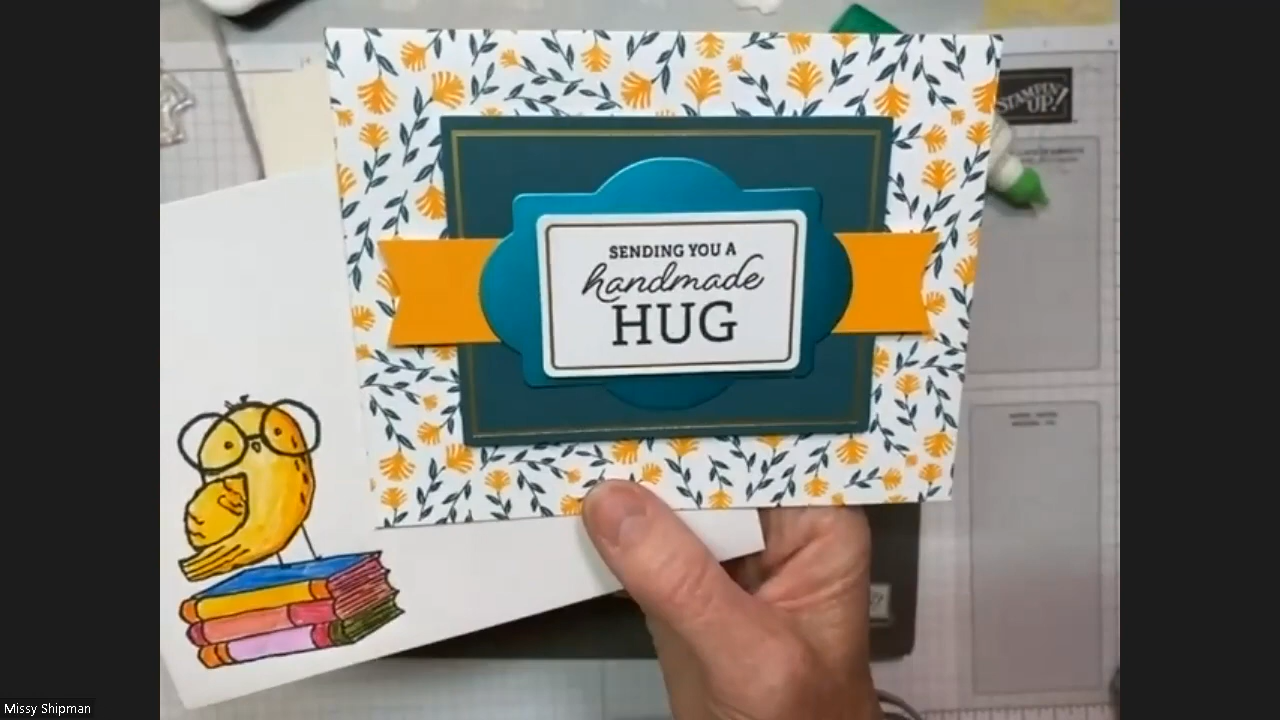 SENDING YOU A
handmade
HUG
STAMPIN'
UP!
Missy Shipman